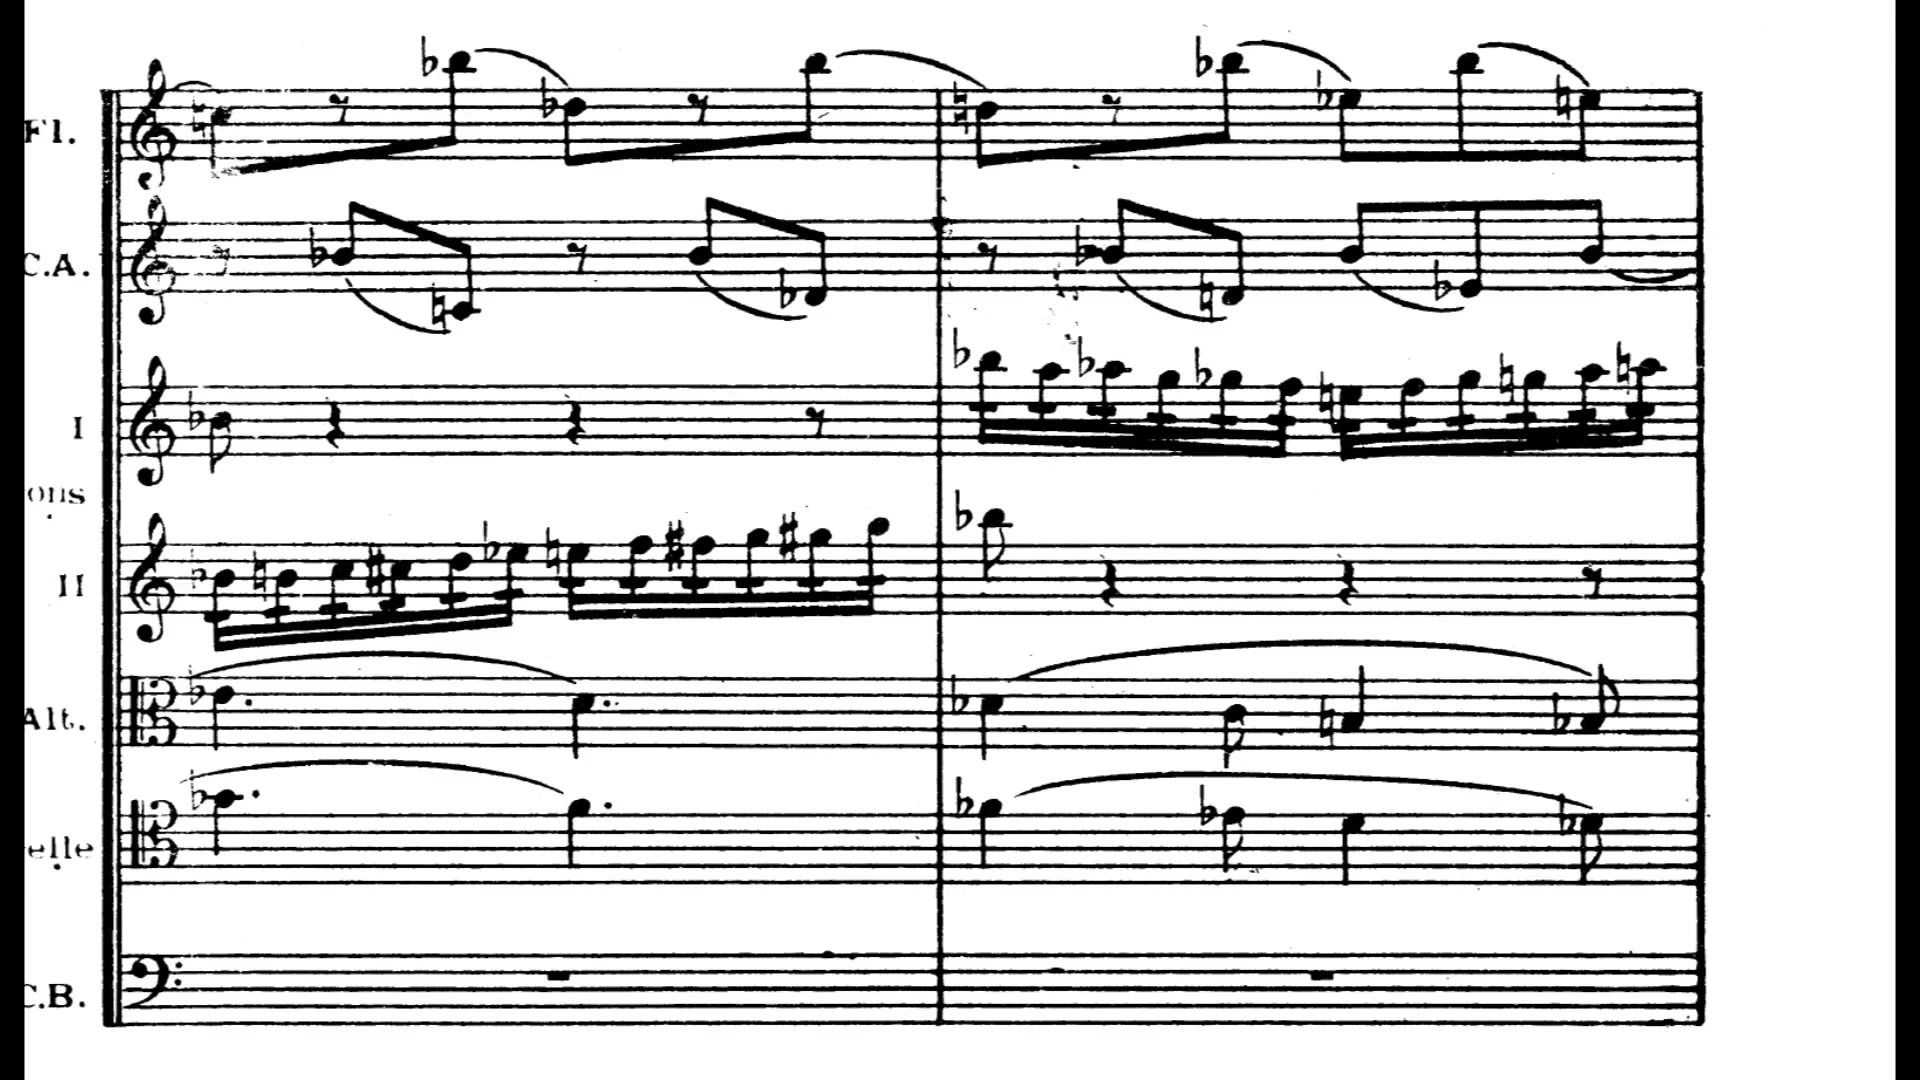 Fl.
C.A.
I
ons
II
Alt.
elle
C.B.